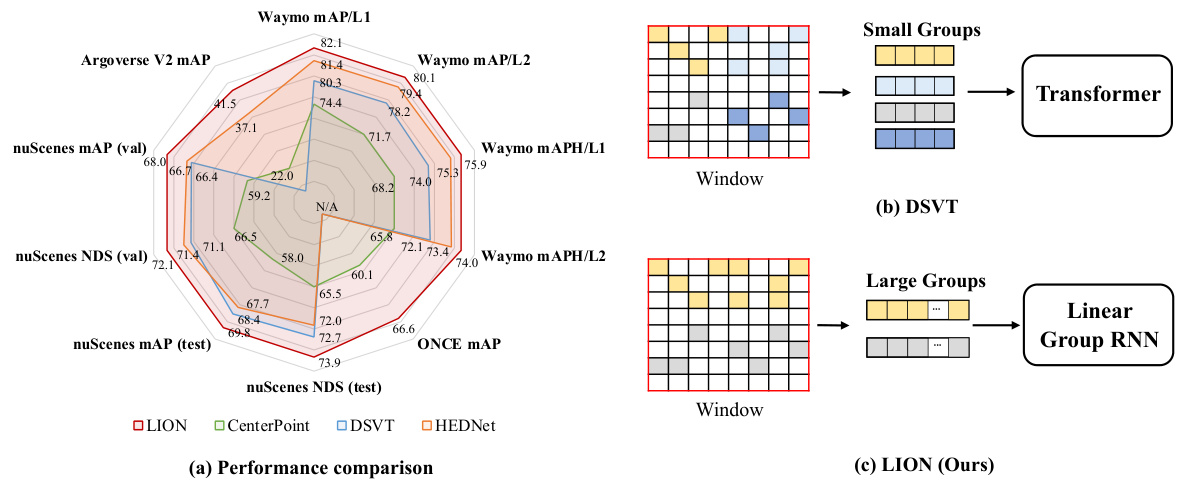 Waymo mAP/L1
82.1
81.4
80.3
74.4
Waymo mAP/L2
80.1
79.4
78.2
71.7
Waymo mAPH/L1
75.9
75.3
74.0
68.2
Waymo mAPH/L2
74.0
73.4
72.1
65.8
ONCE mAP
66.6
60.1
N/A
nuScenes NDS (test)
73.9
72.7
72.0
65.5
nuScenes mAP (test)
69.8
68.4
67.7
58.0
nuScenes NDS (val)
72.1
71.4
71.1
66.5
nuScenes mAP (val)
68.0
66.7
66.4
59.2
Argoverse V2 mAP
41.5
37.1
22.0
LION
CenterPoint
DSVT
HEDNet
(a) Performance comparison
Window
Small Groups
Transformer
(b) DSVT
Window
Large Groups
...
...
Linear
Group RNN
(c) LION (Ours)